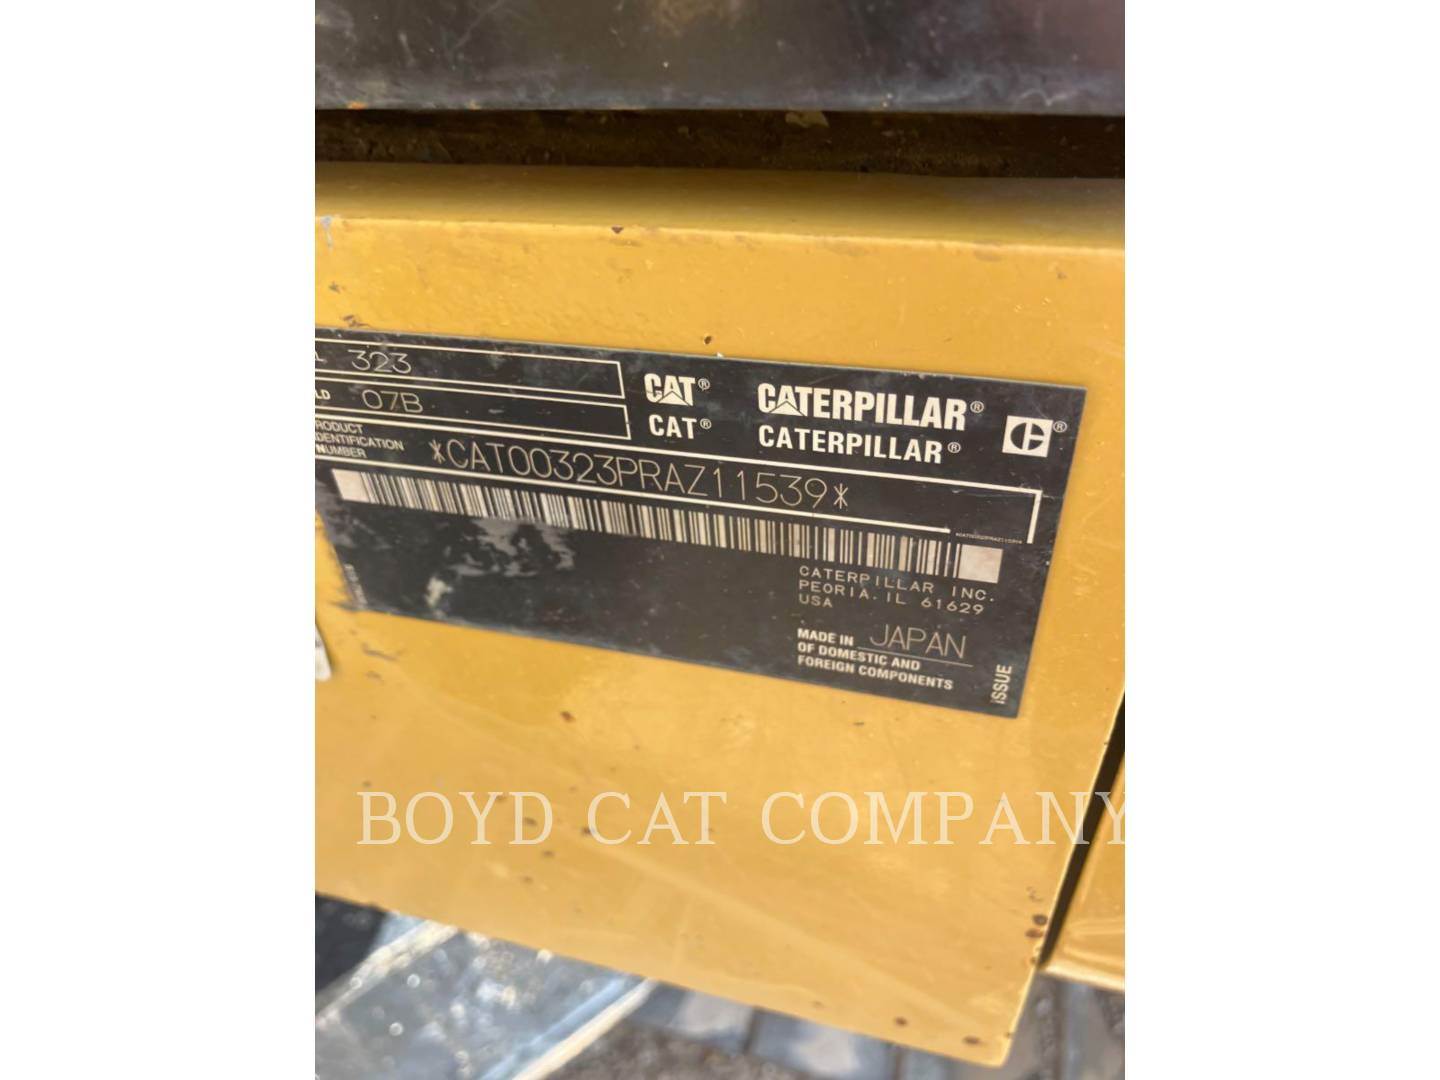 323
07B
CAT® CATERPILLAR®
CAT® CATERPILLAR®
PRODUCT
IDENTIFICATION
NUMBER
*CAT00323PRAZ11539*
CATERPILLAR INC.
PEORIA, IL 61629
USA
MADE IN JAPAN
OF DOMESTIC AND
FOREIGN COMPONENTS
ISSUE
BOYD CAT COMPANY